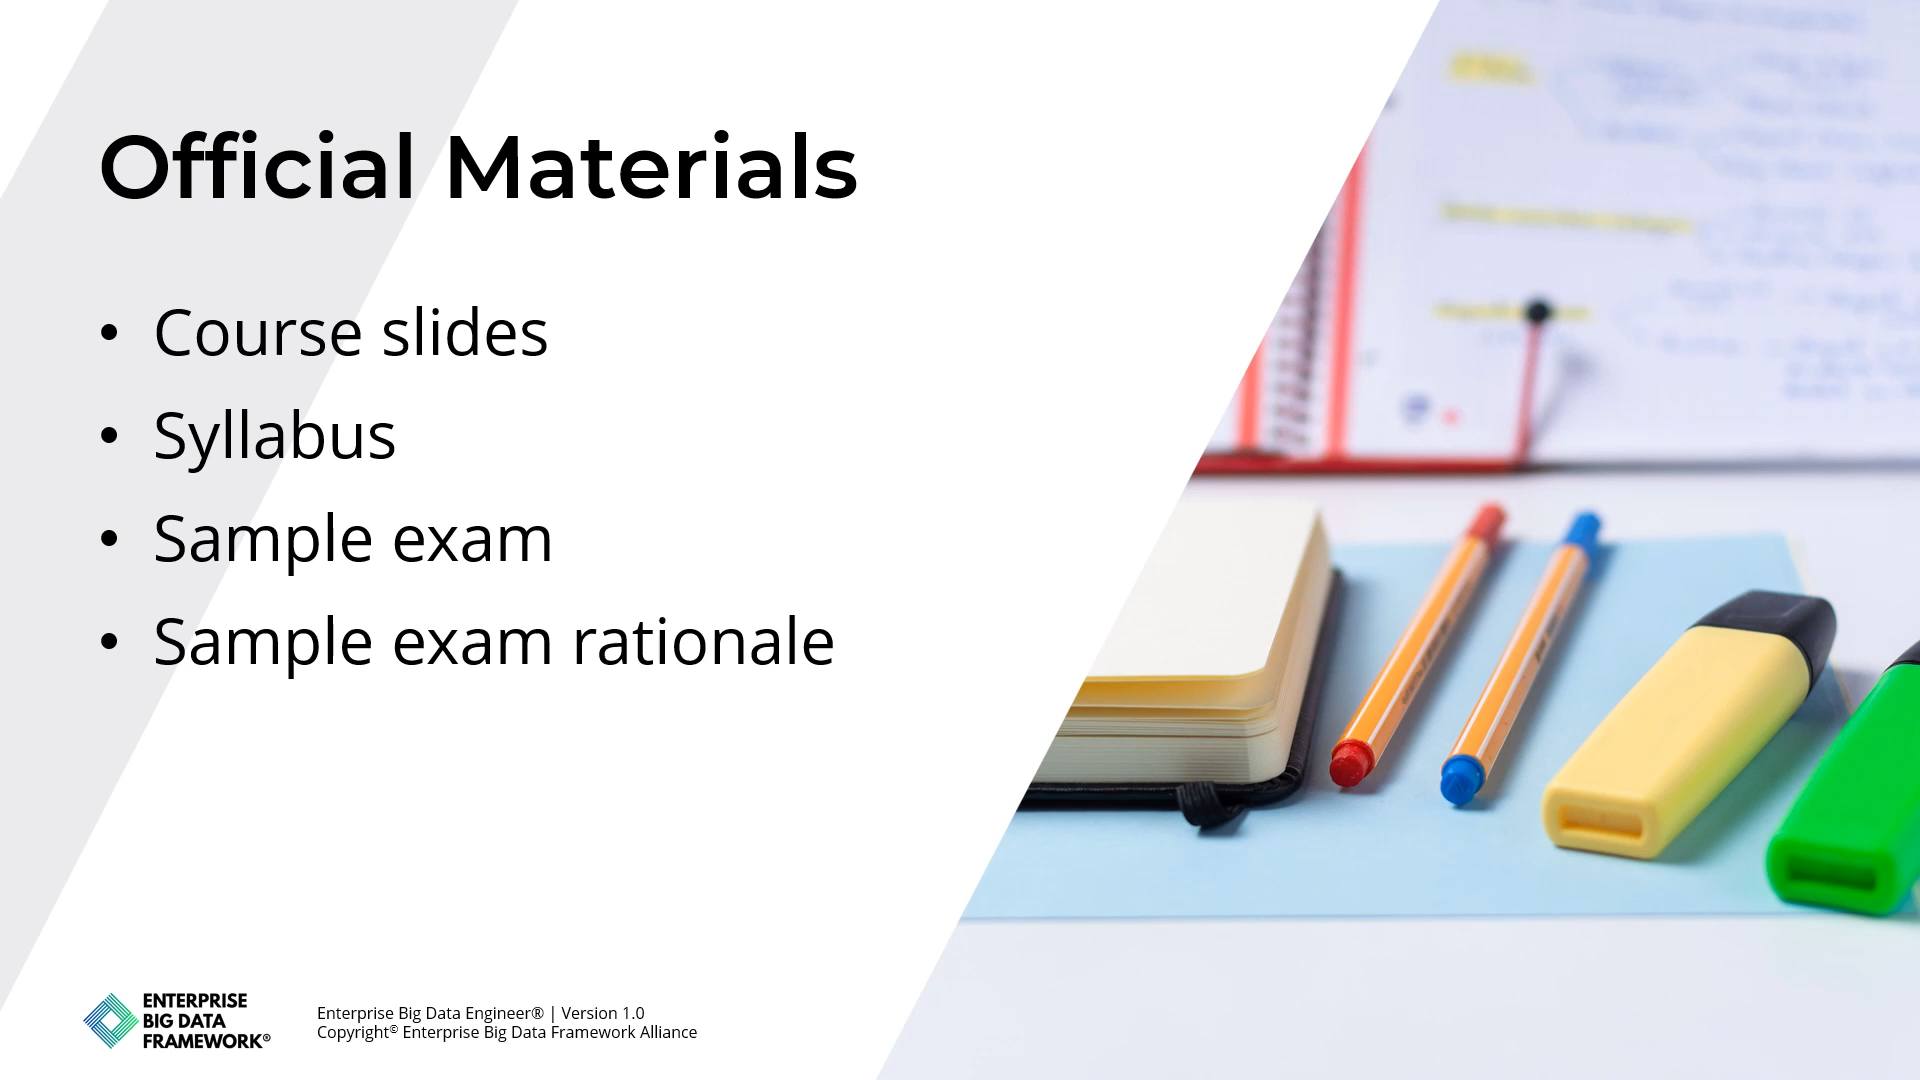 Official Materials
• Course slides
• Syllabus
• Sample exam
• Sample exam rationale
ENTERPRISE
BIG DATA
FRAMEWORK®
Enterprise Big Data Engineer® | Version 1.0
Copyright© Enterprise Big Data Framework Alliance